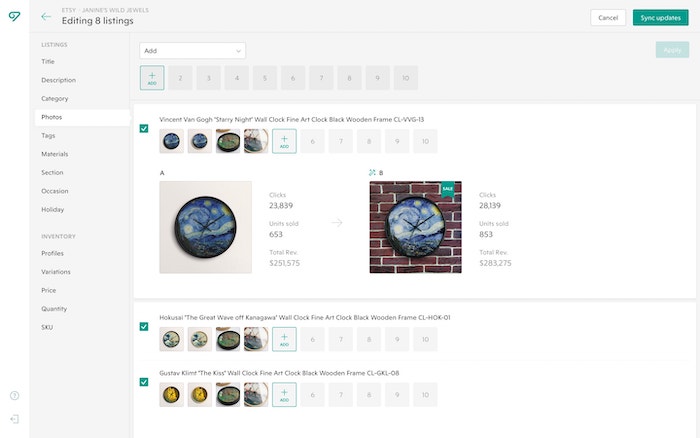 ETSY - JANINE'S WILD JEWELS
Editing 8 listings
Cancel
Sync updates
LISTINGS
Title
Description
Category
Photos
Tags
Materials
Section
Occasion
Holiday
INVENTORY
Profiles
Variations
Price
Quantity
SKU
Add
Apply
ADD 2 3 4 5 6 7 8 9 10
Vincent Van Gogh "Starry Night" Wall Clock Fine Art Clock Black Wooden Frame CL-VVG-13
ADD 6 7 8 9 10
A
Clicks
23,839
Units sold
653
Total Rev.
$251,575
B
SALE
Clicks
28,139
Units sold
853
Total Rev.
$283,275
Hokusai "The Great Wave off Kanagawa" Wall Clock Fine Art Clock Black Wooden Frame CL-HOK-01
ADD 6 7 8 9 10
Gustav Klimt "The Kiss" Wall Clock Fine Art Clock Black Wooden Frame CL-GKL-08
ADD 6 7 8 9 10